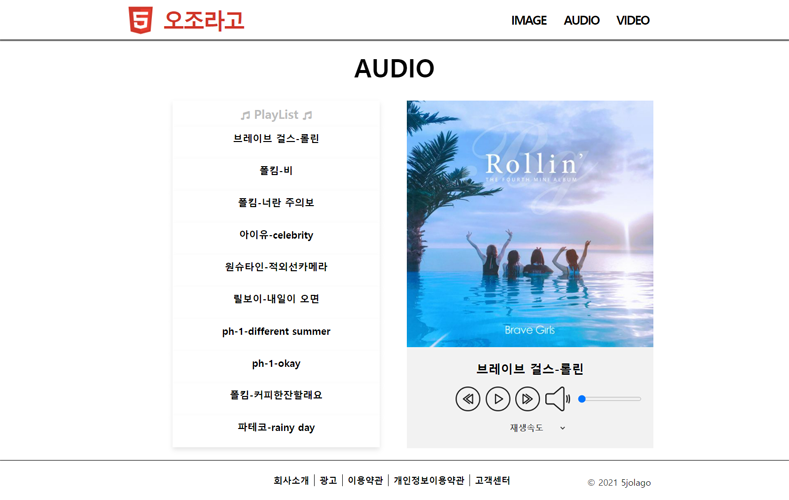 5 오조라고
IMAGE AUDIO VIDEO
AUDIO
♫ PlayList ♫
브레이브 걸스-롤린
폴킴-비
폴킴-너란 주의보
아이유-celebrity
원슈타인-적외선카메라
릴보이-내일이 오면
ph-1-different summer
ph-1-okay
폴킴-커피한잔할래요
파테코-rainy day
Rollin'
THE FOURTH MINI ALBUM
Brave Girls
브레이브 걸스-롤린
재생속도
회사소개 | 광고 | 이용약관 | 개인정보이용약관 | 고객센터
© 2021 5jolago